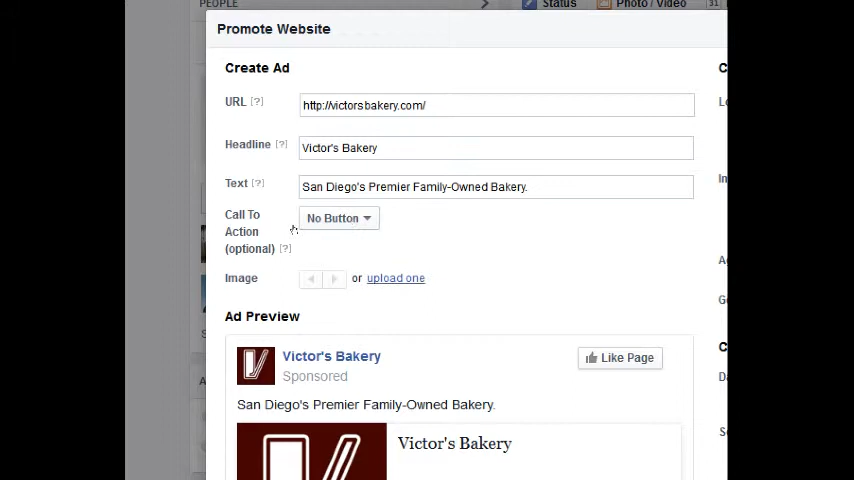 PEOPLE
Status
Photo / Video
31
Promote Website
Create Ad
URL [?]
http://victorsbakery.com/
Headline [?]
Victor's Bakery
Text [?]
San Diego's Premier Family-Owned Bakery.
Call To
Action
(optional) [?]
No Button
Image
or upload one
Ad Preview
Victor's Bakery
Sponsored
Like Page
San Diego's Premier Family-Owned Bakery.
Victor's Bakery